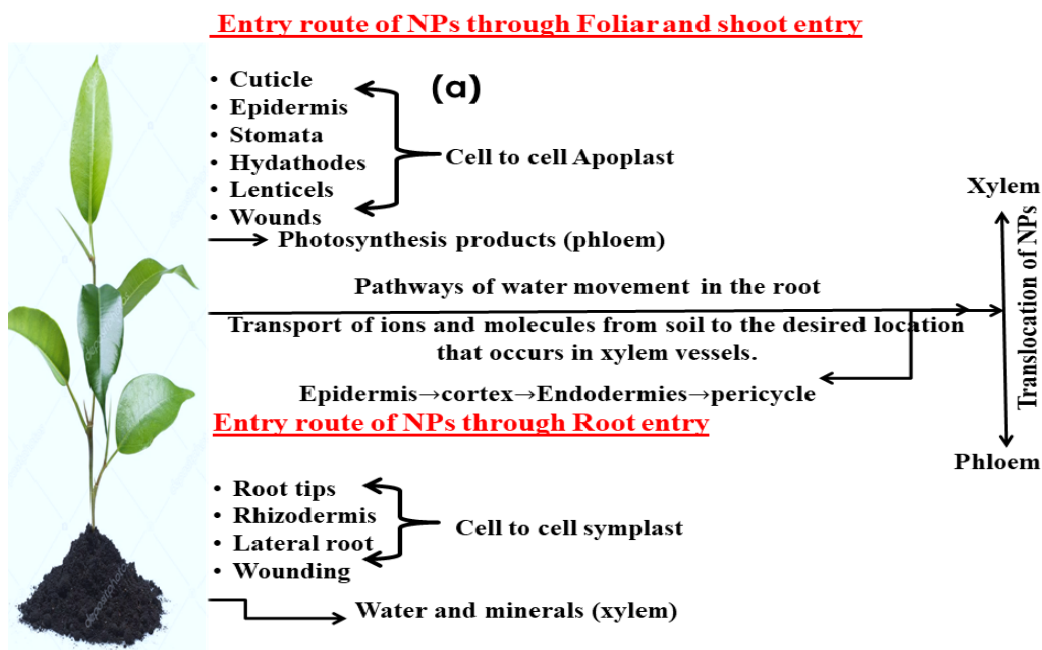 Entry route of NPs through Foliar and shoot entry
(a)
• Cuticle
• Epidermis
• Stomata
• Hydathodes
• Lenticels
• Wounds
Cell to cell Apoplast
Photosynthesis products (phloem)
Pathways of water movement in the root
Transport of ions and molecules from soil to the desired location
that occurs in xylem vessels.
Epidermis→cortex→Endodermies→pericycle
Xylem
Translocation of NPs
Phloem
Entry route of NPs through Root entry
• Root tips
• Rhizodermis
• Lateral root
• Wounding
Cell to cell symplast
Water and minerals (xylem)